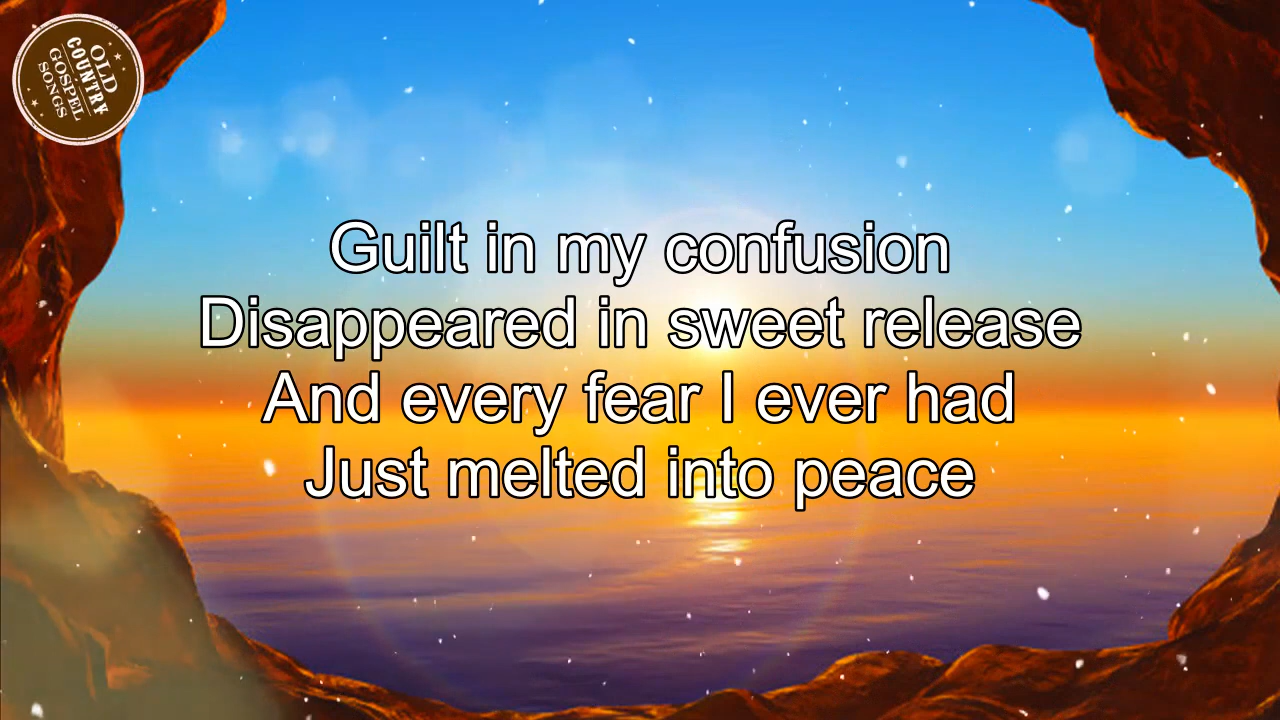 OLD
COUNTRY
GOSPEL
SONGS
Guilt in my confusion
Disappeared in sweet release
And every fear I ever had
Just melted into peace